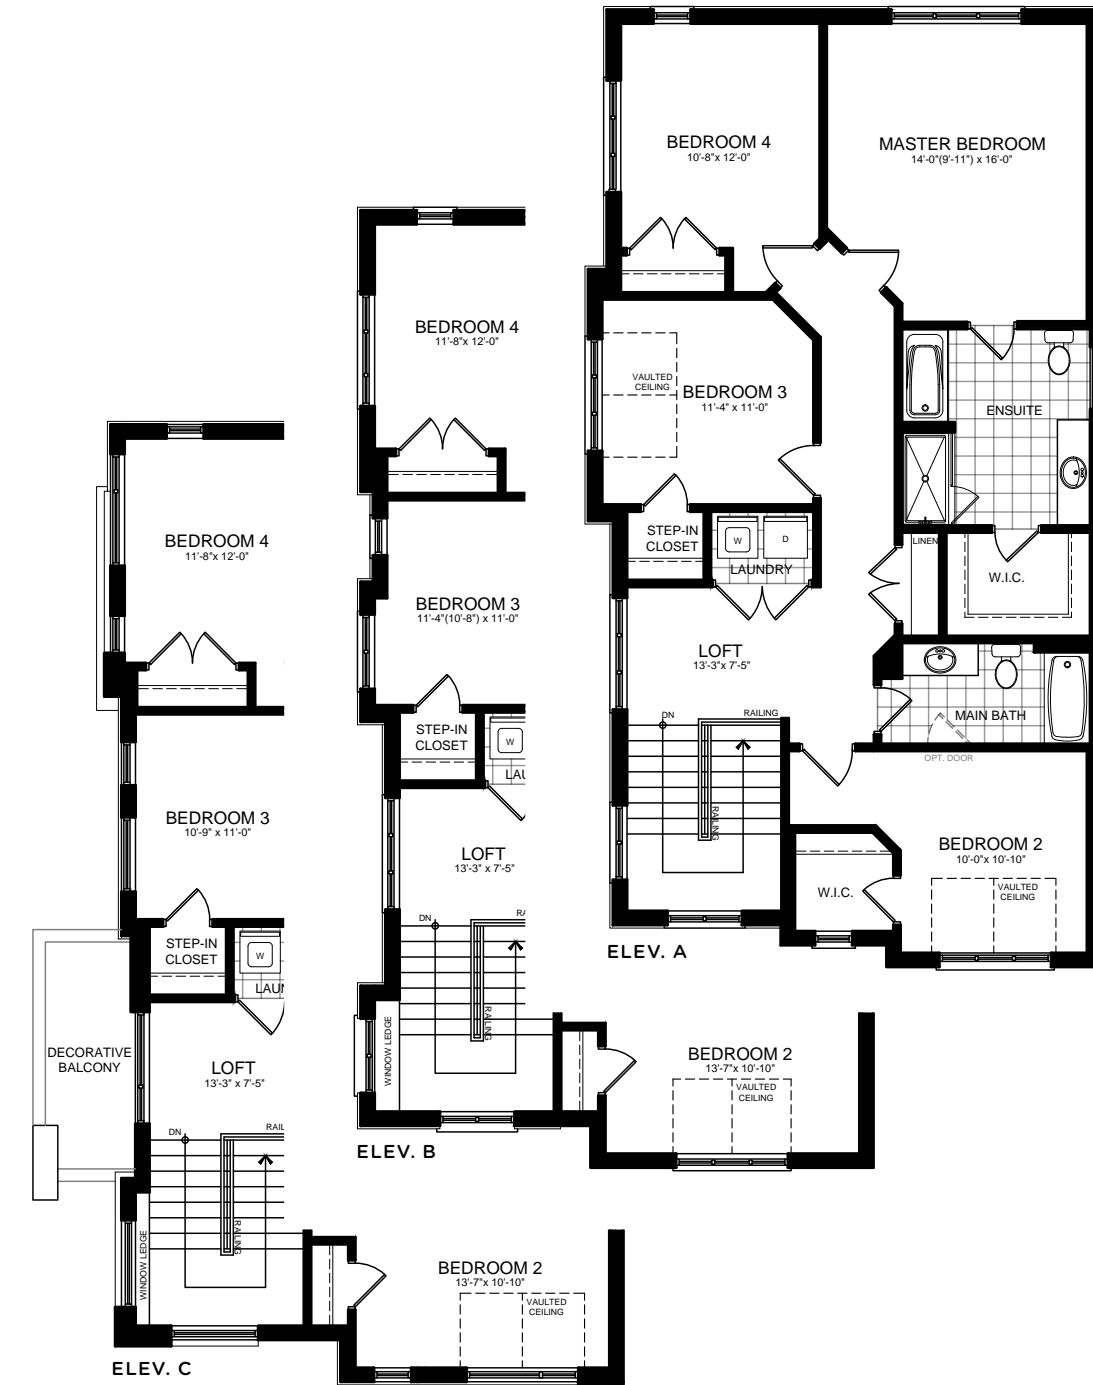 BEDROOM 4
10'-8"x 12'-0"
MASTER BEDROOM
14'-0"(9'-11") x 16'-0"
VAULTED
CEILING
BEDROOM 3
11'-4" x 11'-0"
ENSUITE
STEP-IN
CLOSET
W
D
LAUNDRY
LINEN
W.I.C.
LOFT
13'-3"x 7'-5"
DN
RAILING
RAILING
MAIN BATH
OPT. DOOR
BEDROOM 2
10'-0"x 10'-10"
W.I.C.
VAULTED
CEILING
ELEV. A
BEDROOM 4
11'-8"x 12'-0"
BEDROOM 3
11'-4"(10'-8") x 11'-0"
STEP-IN
CLOSET
W
LAU
LOFT
13'-3" x 7'-5"
DN
RA
RAILING
WINDOW LEDGE
BEDROOM 2
13'-7"x 10'-10"
VAULTED
CEILING
ELEV. B
BEDROOM 4
11'-8"x 12'-0"
BEDROOM 3
10'-9" x 11'-0"
STEP-IN
CLOSET
W
LAUN
DECORATIVE
BALCONY
LOFT
13'-3" x 7'-5"
DN
RAIL
RAILING
WINDOW LEDGE
BEDROOM 2
13'-7"x 10'-10"
VAULTED
CEILING
ELEV. C